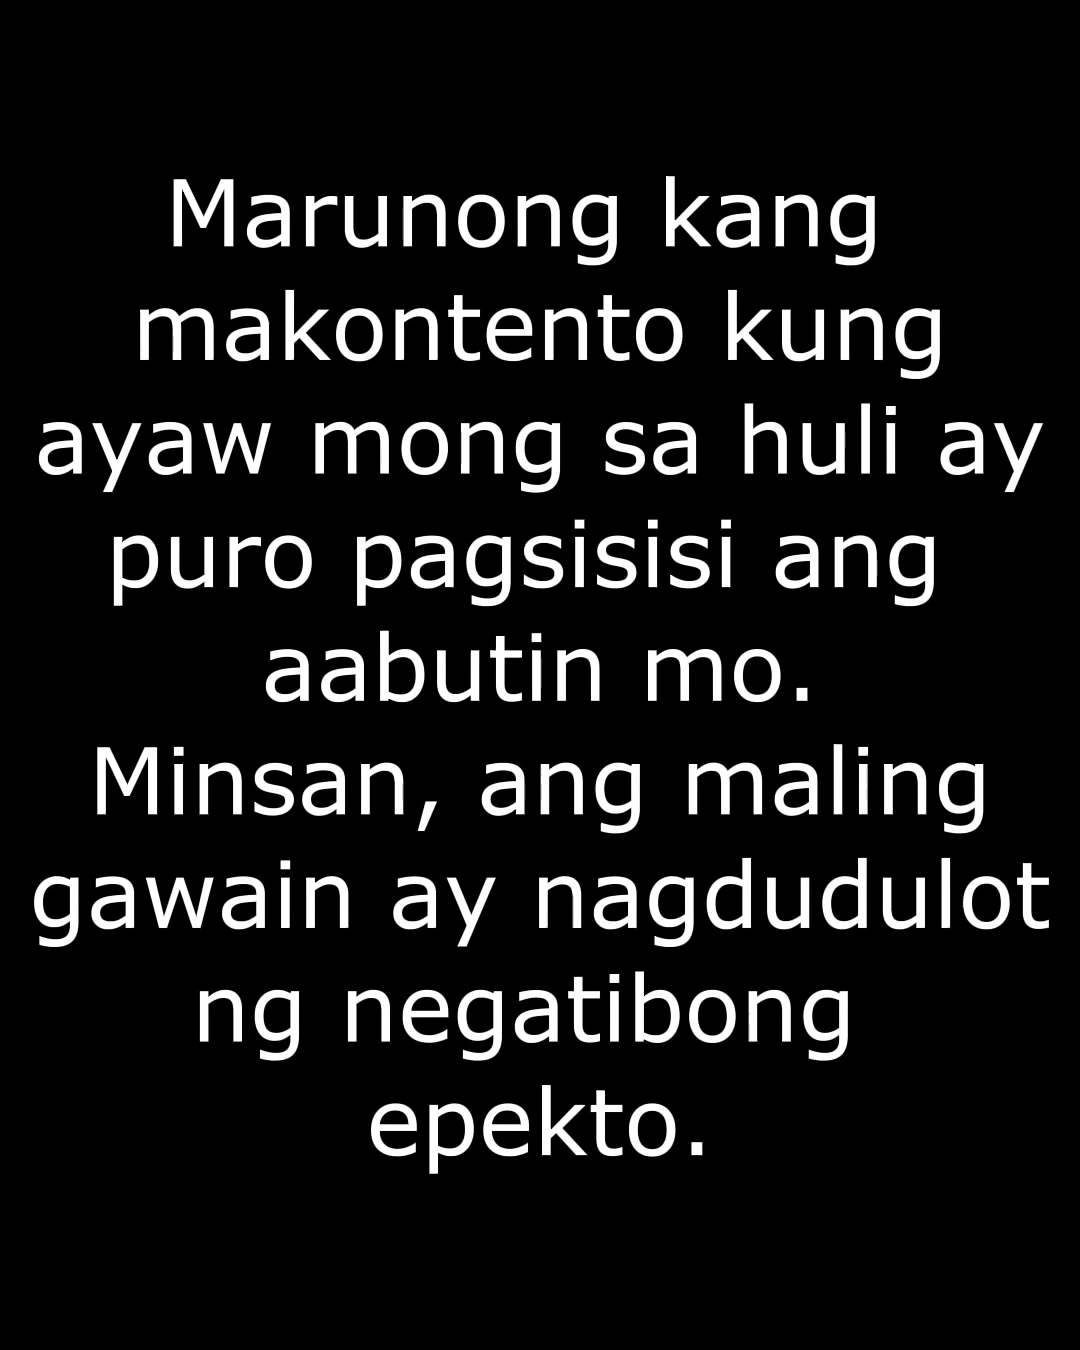 Marunong kang
makontento kung
ayaw mong sa huli ay
puro pagsisisi ang
aabutin mo.
Minsan, ang maling
gawain ay nagdudulot
ng negatibong
epekto.